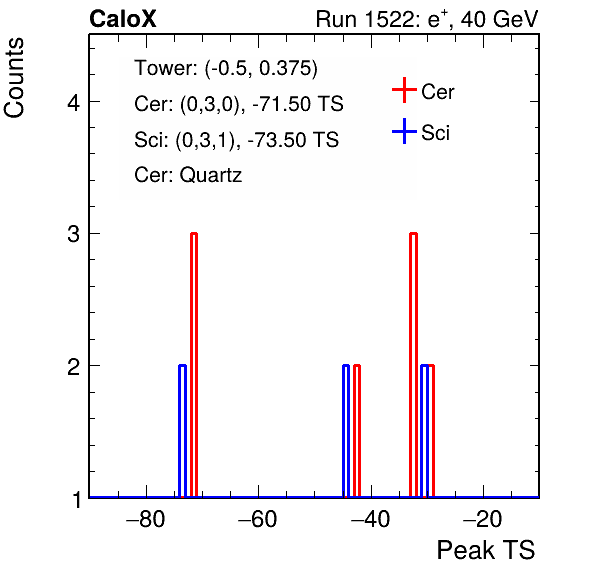 CaloX Run 1522: e⁺, 40 GeV
Counts
Tower: (-0.5, 0.375)
Cer: (0,3,0), -71.50 TS
Sci: (0,3,1), -73.50 TS
Cer: Quartz
Cer
Sci
4
3
2
1
−80 −60 −40 −20
Peak TS